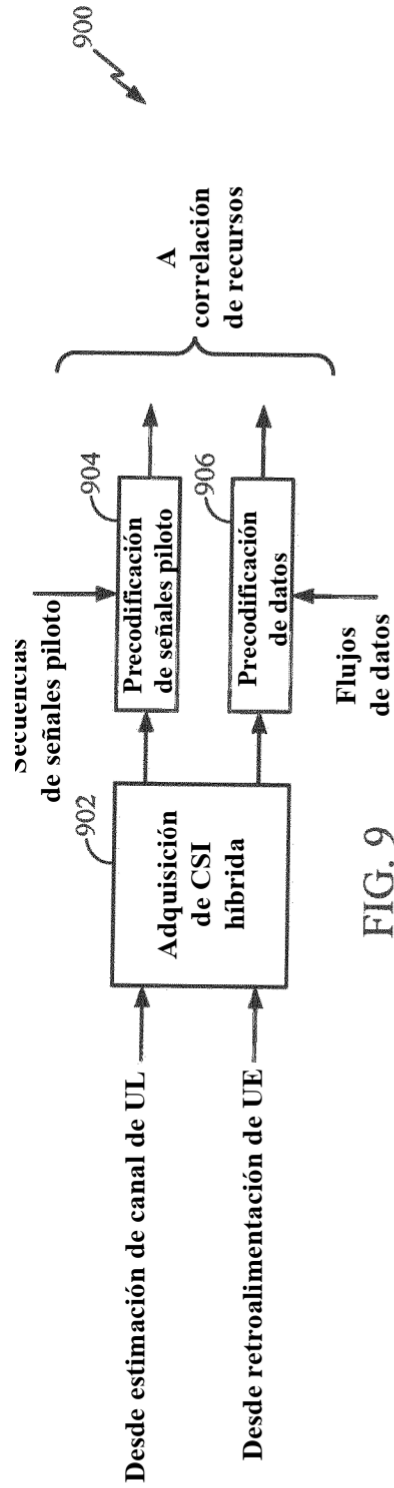 900
Secuencias
de señales piloto
904
902
Desde estimación de canal de UL
Desde retroalimentación de UE
Adquisición
de CSI
híbrida
Precodificación
de señales piloto
906
Precodificación
de datos
Flujos
de datos
A
correlación
de recursos
FIG. 9